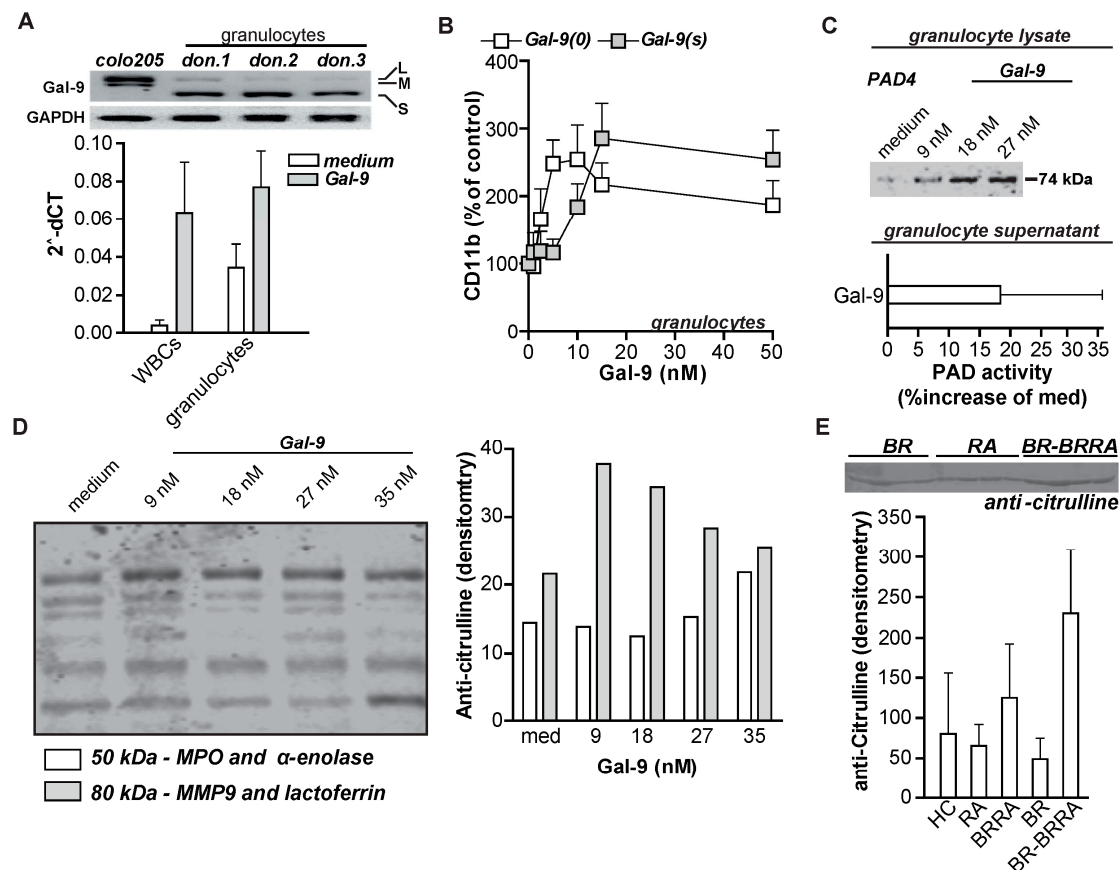 A
granulocytes
colo205 don.1 don.2 don.3
Gal-9
L
M
S
GAPDH
0.10
0.08
0.06
0.04
0.02
0.00
2^-dCT
medium
Gal-9
WBCs
granulocytes
B
Gal-9(0) Gal-9(s)
400
300
200
100
0
CD11b (% of control)
granulocytes
0 10 20 30 40 50
Gal-9 (nM)
C
granulocyte lysate
PAD4 Gal-9
medium 9 nM 18 nM 27 nM
74 kDa
granulocyte supernatant
Gal-9
0 5 10 15 20 25 30 35
PAD activity
(%increase of med)
D
Gal-9
medium 9 nM 18 nM 27 nM 35 nM
50 kDa - MPO and α-enolase
80 kDa - MMP9 and lactoferrin
40
30
20
10
0
Anti-citrulline (densitomtry)
med 9 18 27 35
Gal-9 (nM)
E
BR RA BR-BRRA
anti-citrulline
350
300
250
200
150
100
50
0
anti-Citrulline (densitometry)
HC RA BRRA BR BR-BRRA